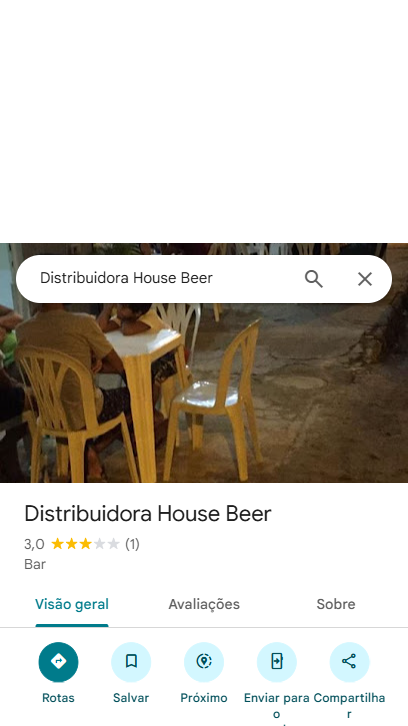 Distribuidora House Beer
Distribuidora House Beer
3,0 (1)
Bar
Visão geral Avaliações Sobre
Rotas Salvar Próximo Enviar para o Compartilhar